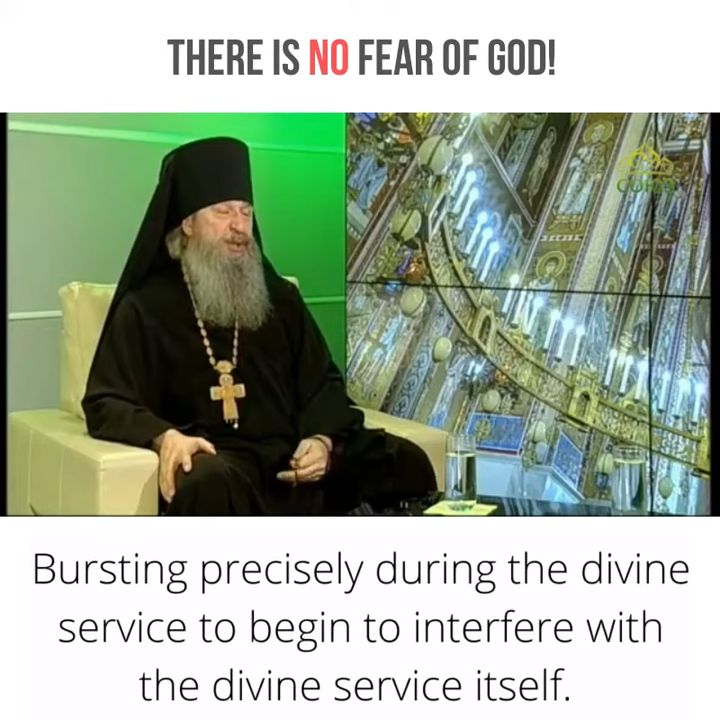 THERE IS NO FEAR OF GOD!
Bursting precisely during the divine
service to begin to interfere with
the divine service itself.